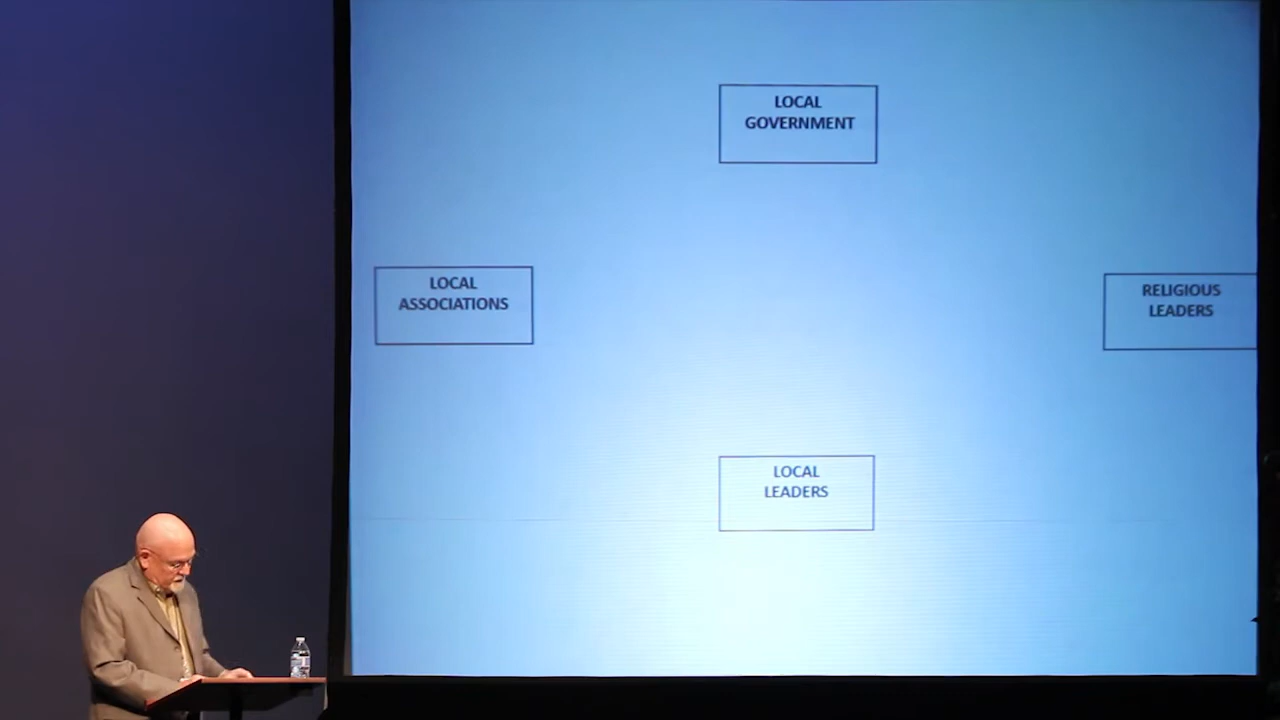 LOCAL
GOVERNMENT
LOCAL
ASSOCIATIONS
RELIGIOUS
LEADERS
LOCAL
LEADERS